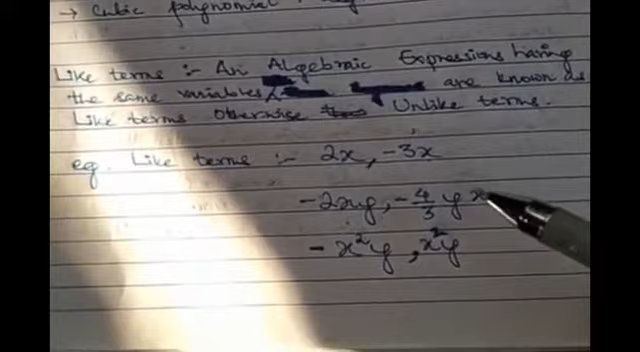 → Cubic polynomial
Like terms :- An Algebraic Expressions having
the same variables are known as
Like terms otherwise Unlike terms.
eg. Like terms :- 2x, -3x
-2xy, -4/3 yx
- x²y, x²y